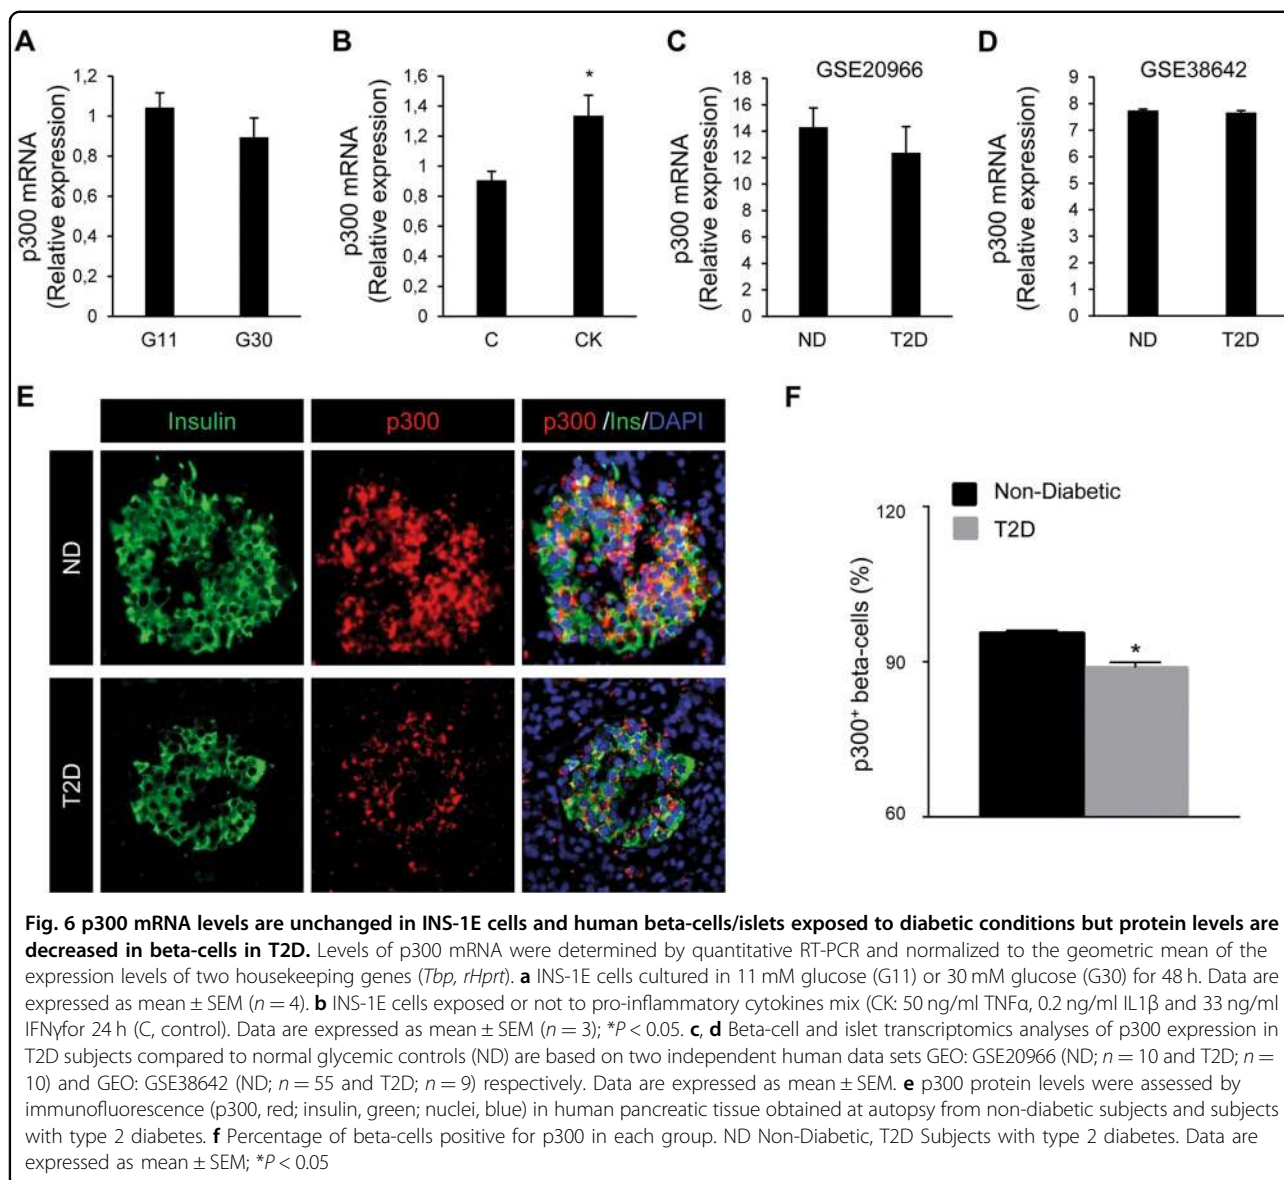 A
p300 mRNA
(Relative expression)
1,2
1
0,8
0,6
0,4
0,2
0
G11 G30
B
p300 mRNA
(Relative expression)
1,6
1,4
1,2
1
0,8
0,6
0,4
0,2
0
*
C CK
C
GSE20966
p300 mRNA
(Relative expression)
18
16
14
12
10
8
6
4
2
0
ND T2D
D
GSE38642
p300 mRNA
(Relative expression)
9
8
7
6
5
4
3
2
1
0
ND T2D
E
Insulin p300 p300 /Ins/DAPI
ND
T2D
F
Non-Diabetic
T2D
p300+ beta-cells (%)
120
90
60
*
Fig. 6 p300 mRNA levels are unchanged in INS-1E cells and human beta-cells/islets exposed to diabetic conditions but protein levels are
decreased in beta-cells in T2D. Levels of p300 mRNA were determined by quantitative RT-PCR and normalized to the geometric mean of the
expression levels of two housekeeping genes (Tbp, rHprt). a INS-1E cells cultured in 11 mM glucose (G11) or 30 mM glucose (G30) for 48 h. Data are
expressed as mean ± SEM (n = 4). b INS-1E cells exposed or not to pro-inflammatory cytokines mix (CK: 50 ng/ml TNFα, 0.2 ng/ml IL1β and 33 ng/ml
IFNγfor 24 h (C, control). Data are expressed as mean ± SEM (n = 3); *P < 0.05. c, d Beta-cell and islet transcriptomics analyses of p300 expression in
T2D subjects compared to normal glycemic controls (ND) are based on two independent human data sets GEO: GSE20966 (ND; n = 10 and T2D; n =
10) and GEO: GSE38642 (ND; n = 55 and T2D; n = 9) respectively. Data are expressed as mean ± SEM. e p300 protein levels were assessed by
immunofluorescence (p300, red; insulin, green; nuclei, blue) in human pancreatic tissue obtained at autopsy from non-diabetic subjects and subjects
with type 2 diabetes. f Percentage of beta-cells positive for p300 in each group. ND Non-Diabetic, T2D Subjects with type 2 diabetes. Data are
expressed as mean ± SEM; *P < 0.05